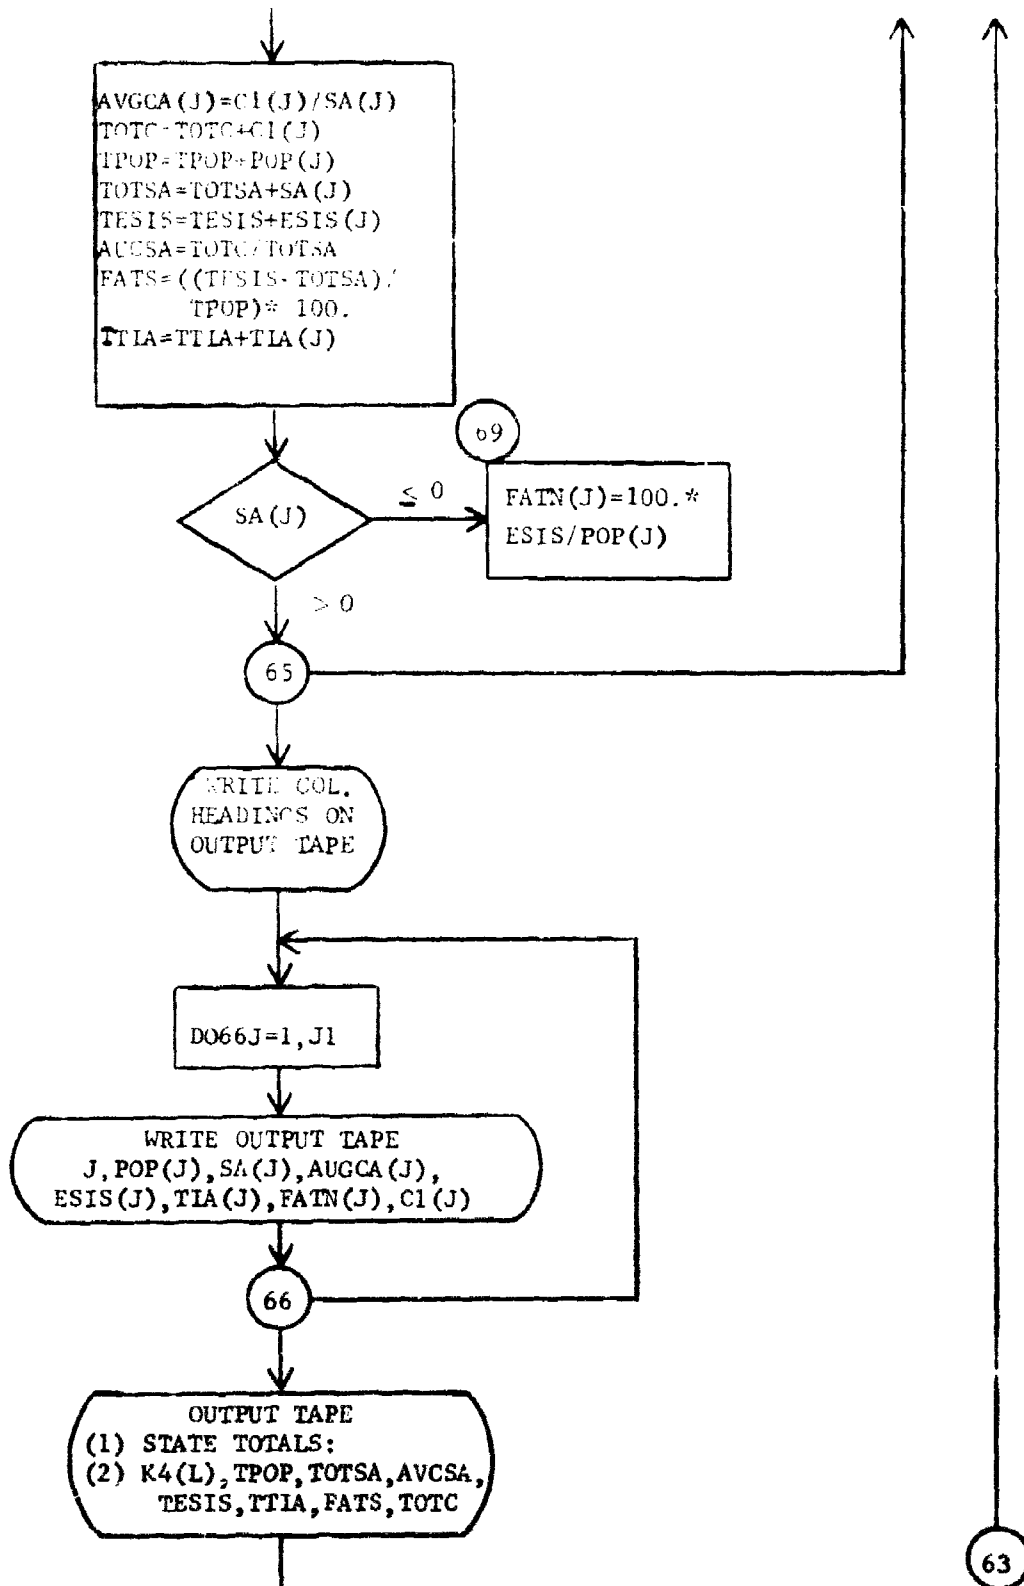 AVGCA(J)=C1(J)/SA(J)
TOTC=TOTC+C1(J)
TPOP=TPOP+POP(J)
TOTSA=TOTSA+SA(J)
TESIS=TESIS+ESIS(J)
AUCSA=TOTC/TOTSA
FATS=((TESIS-TOTSA)/
TPOP)* 100.
TTIA=TTIA+TIA(J)
69
SA(J)
≤ 0
FATN(J)=100.*
ESIS/POP(J)
> 0
65
WRITE COL.
HEADINGS ON
OUTPUT TAPE
DO66J=1,J1
WRITE OUTPUT TAPE
J,POP(J),SA(J),AUGCA(J),
ESIS(J),TIA(J),FATN(J),C1(J)
66
OUTPUT TAPE
(1) STATE TOTALS:
(2) K4(L),TPOP,TOTSA,AVCSA,
TESIS,TTIA,FATS,TOTC
63